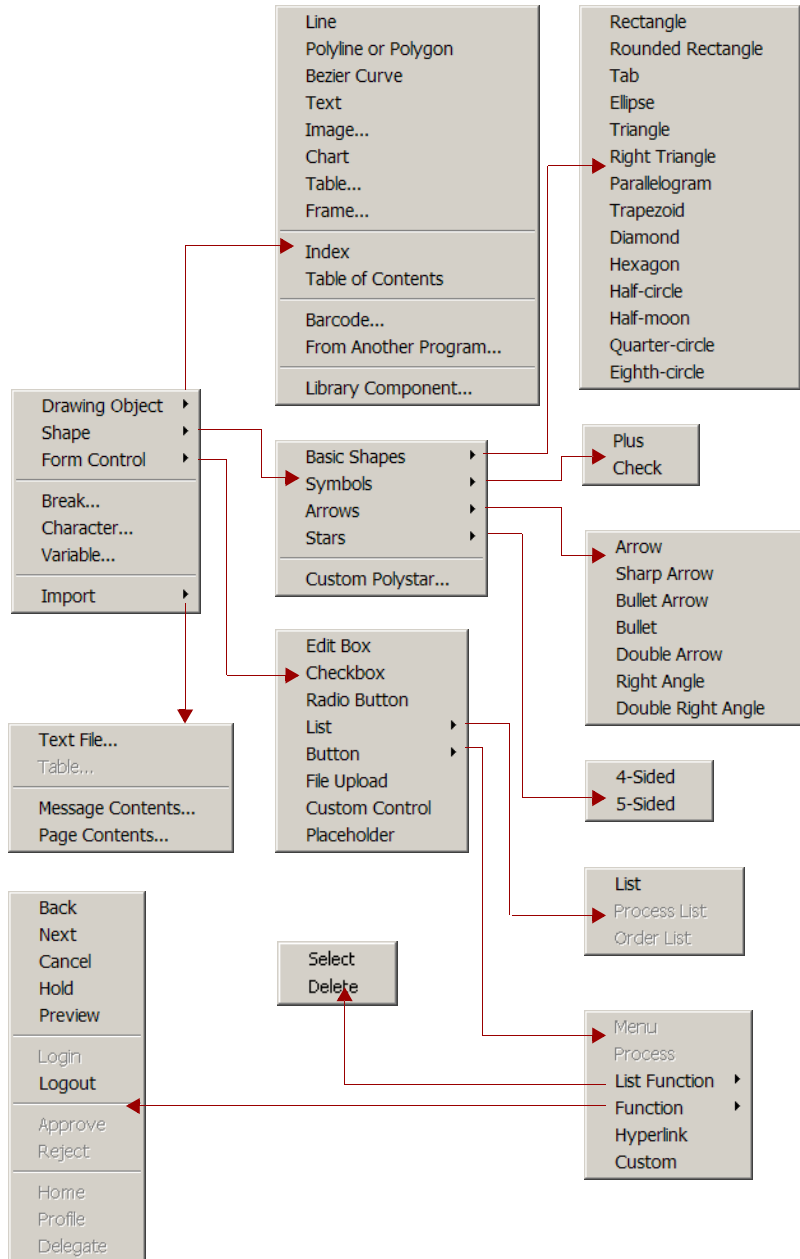 Line
Polyline or Polygon
Bezier Curve
Text
Image...
Chart
Table...
Frame...
Index
Table of Contents
Barcode...
From Another Program...
Library Component...
Rectangle
Rounded Rectangle
Tab
Ellipse
Triangle
Right Triangle
Parallelogram
Trapezoid
Diamond
Hexagon
Half-circle
Half-moon
Quarter-circle
Eighth-circle
Drawing Object
Shape
Form Control
Break...
Character...
Variable...
Import
Basic Shapes
Symbols
Arrows
Stars
Custom Polystar...
Plus
Check
Arrow
Sharp Arrow
Bullet Arrow
Bullet
Double Arrow
Right Angle
Double Right Angle
Edit Box
Checkbox
Radio Button
List
Button
File Upload
Custom Control
Placeholder
Text File...
Table...
Message Contents...
Page Contents...
4-Sided
5-Sided
List
Process List
Order List
Back
Next
Cancel
Hold
Preview
Login
Logout
Approve
Reject
Home
Profile
Delegate
Select
Delete
Menu
Process
List Function
Function
Hyperlink
Custom